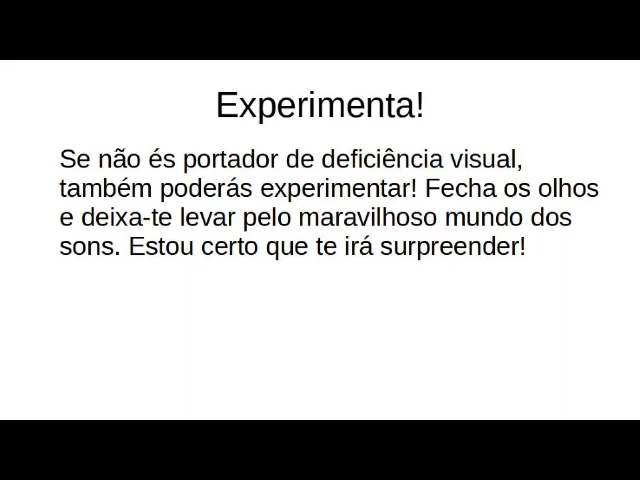 Experimenta!
Se não és portador de deficiência visual,
também poderás experimentar! Fecha os olhos
e deixa-te levar pelo maravilhoso mundo dos
sons. Estou certo que te irá surpreender!